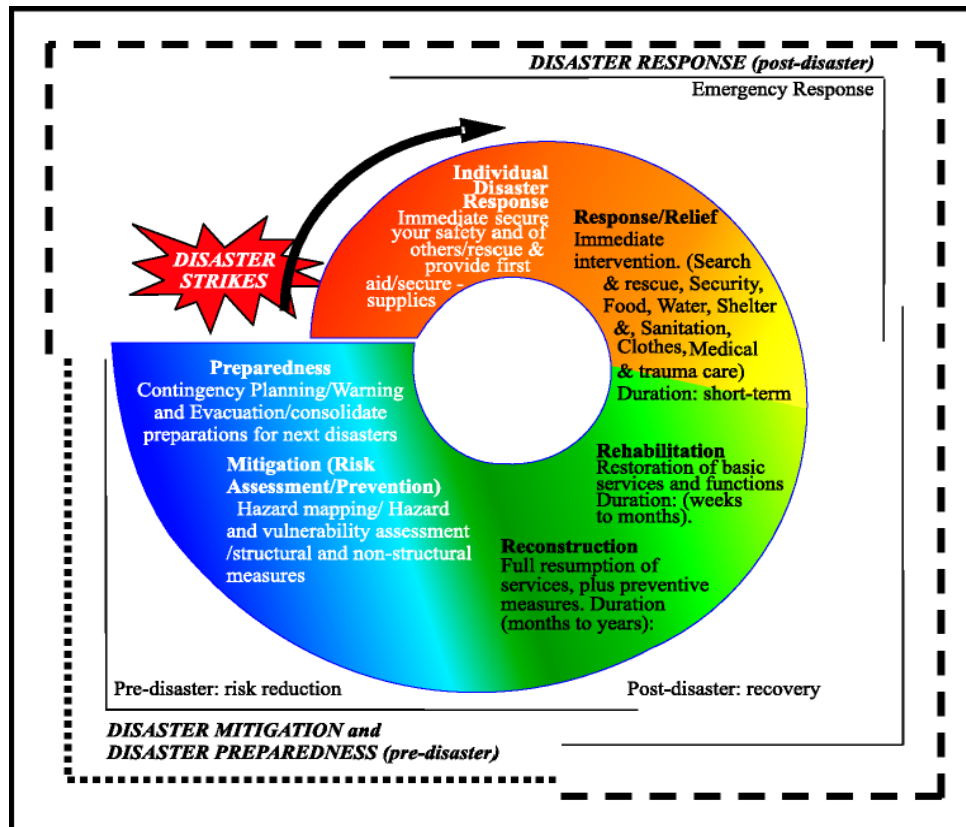 DISASTER RESPONSE (post-disaster)
Emergency Response
DISASTER
STRIKES
Individual
Disaster
Response
Immediate secure
your safety and of
others/rescue &
provide first
aid/secure -
supplies
Response/Relief
Immediate
intervention. (Search
& rescue, Security,
Food, Water, Shelter
&, Sanitation,
Clothes, Medical
& trauma care)
Duration: short-term
Rehabilitation
Restoration of basic
services and functions
Duration: (weeks
to months).
Reconstruction
Full resumption of
services, plus preventive
measures. Duration
(months to years):
Preparedness
Contingency Planning/Warning
and Evacuation/consolidate
preparations for next disasters
Mitigation (Risk
Assessment/Prevention)
Hazard mapping/ Hazard
and vulnerability assessment
/structural and non-structural
measures
Pre-disaster: risk reduction
Post-disaster: recovery
DISASTER MITIGATION and
DISASTER PREPAREDNESS (pre-disaster)